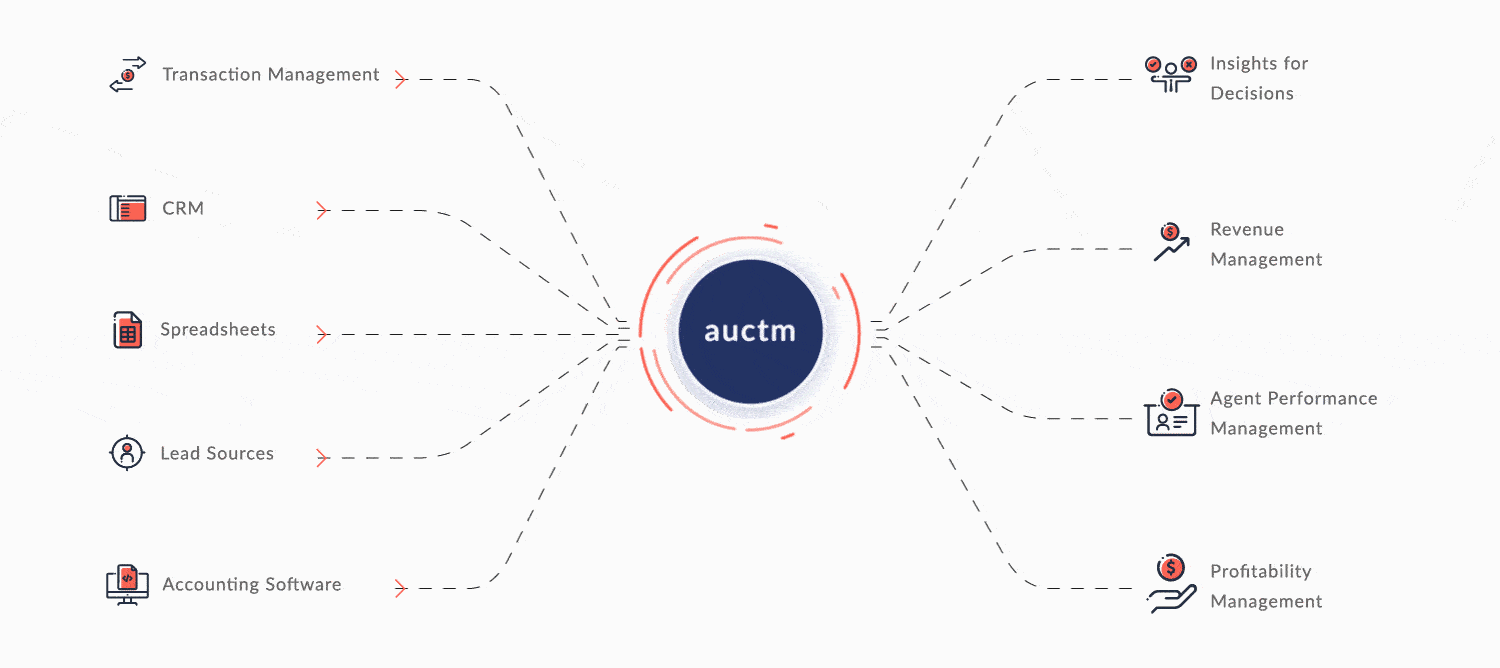 Transaction Management
CRM
Spreadsheets
Lead Sources
Accounting Software
auctm
Insights for
Decisions
Revenue
Management
Agent Performance
Management
Profitability
Management